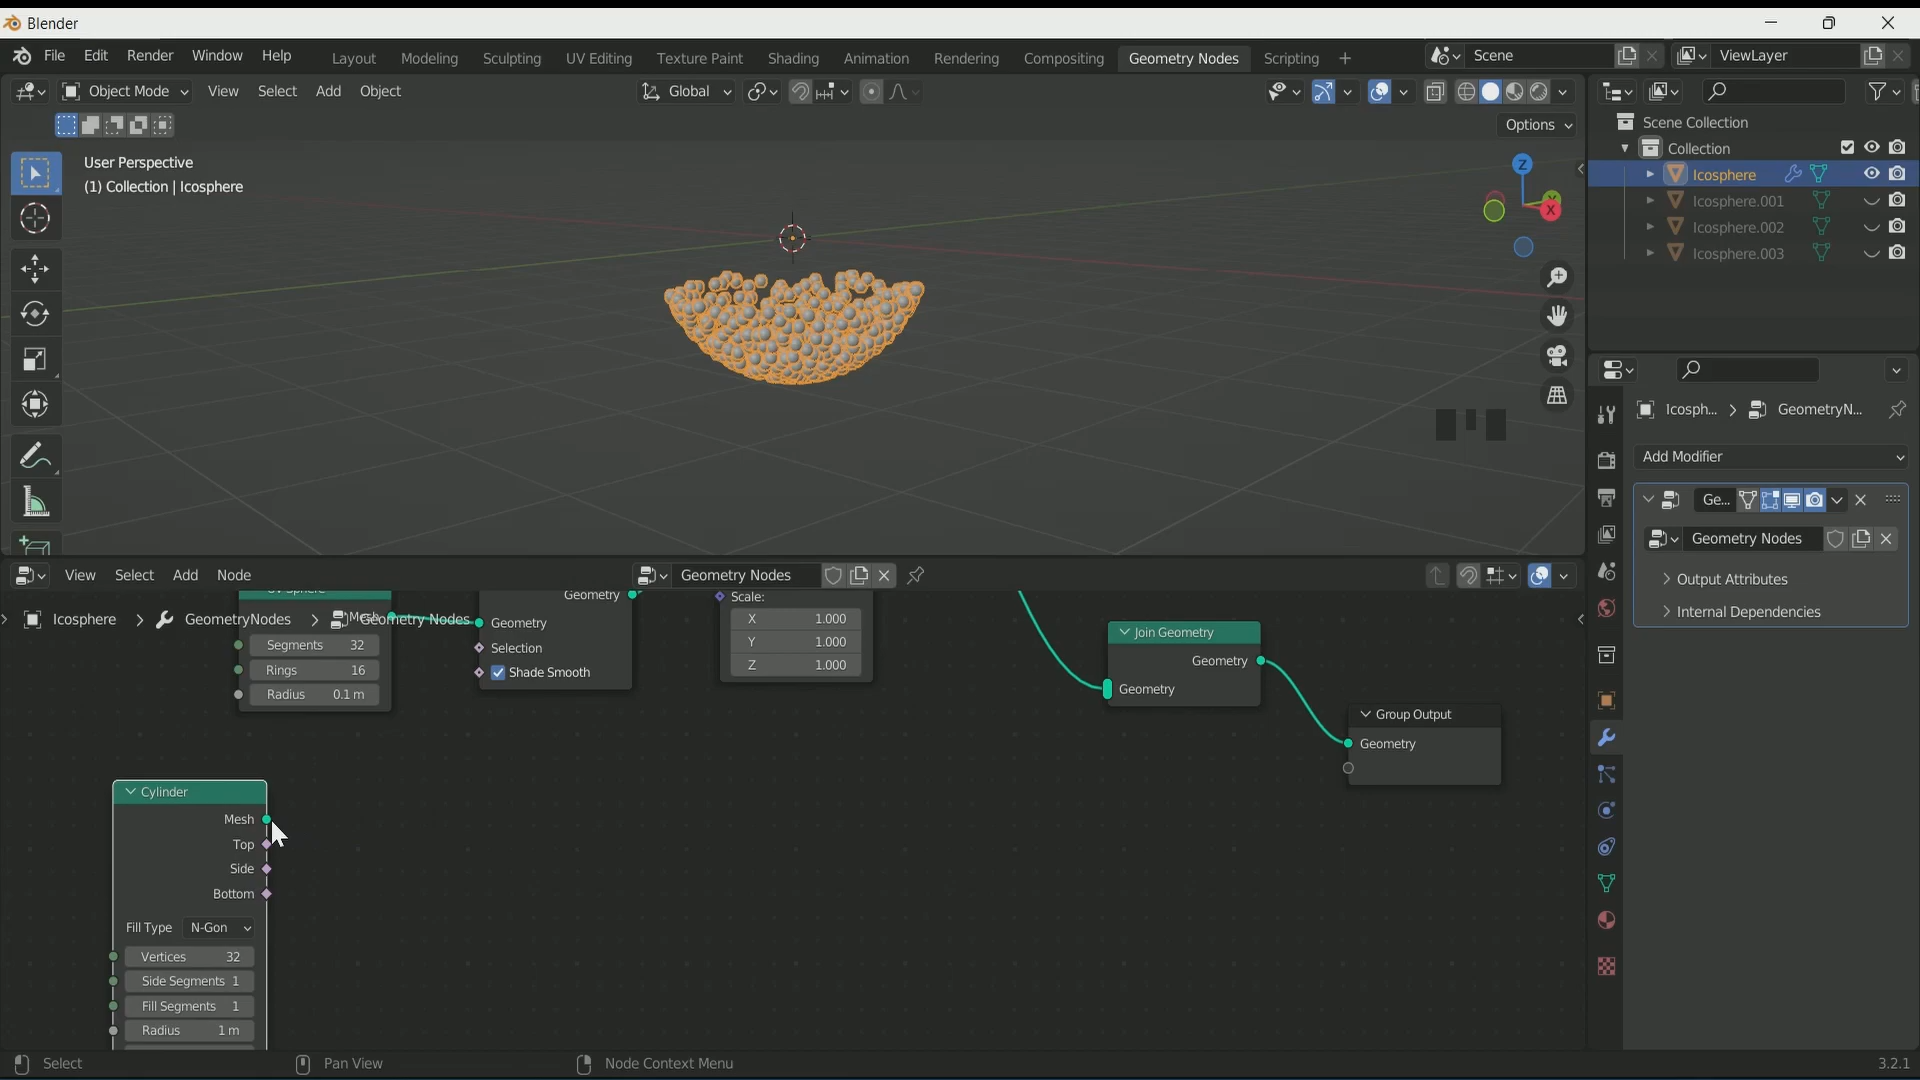 Blender
File Edit Render Window Help Layout Modeling Sculpting UV Editing Texture Paint Shading Animation Rendering Compositing Geometry Nodes Scripting + Scene ViewLayer
Object Mode View Select Add Object Global
Options
User Perspective
(1) Collection | Icosphere
Z
X
Scene Collection
Collection
Icosphere
Icosphere.001
Icosphere.002
Icosphere.003
Icosph... > GeometryN...
Add Modifier
Ge...
Geometry Nodes
Output Attributes
Internal Dependencies
View Select Add Node Geometry Nodes
Icosphere > GeometryNodes > Geometry Nodes
UV Sphere
Mesh
Segments 32
Rings 16
Radius 0.1 m
Geometry
Geometry
Selection
Shade Smooth
Scale:
X 1.000
Y 1.000
Z 1.000
Join Geometry
Geometry
Geometry
Group Output
Geometry
Cylinder
Mesh
Top
Side
Bottom
Fill Type N-Gon
Vertices 32
Side Segments 1
Fill Segments 1
Radius 1 m
Select Pan View Node Context Menu 3.2.1